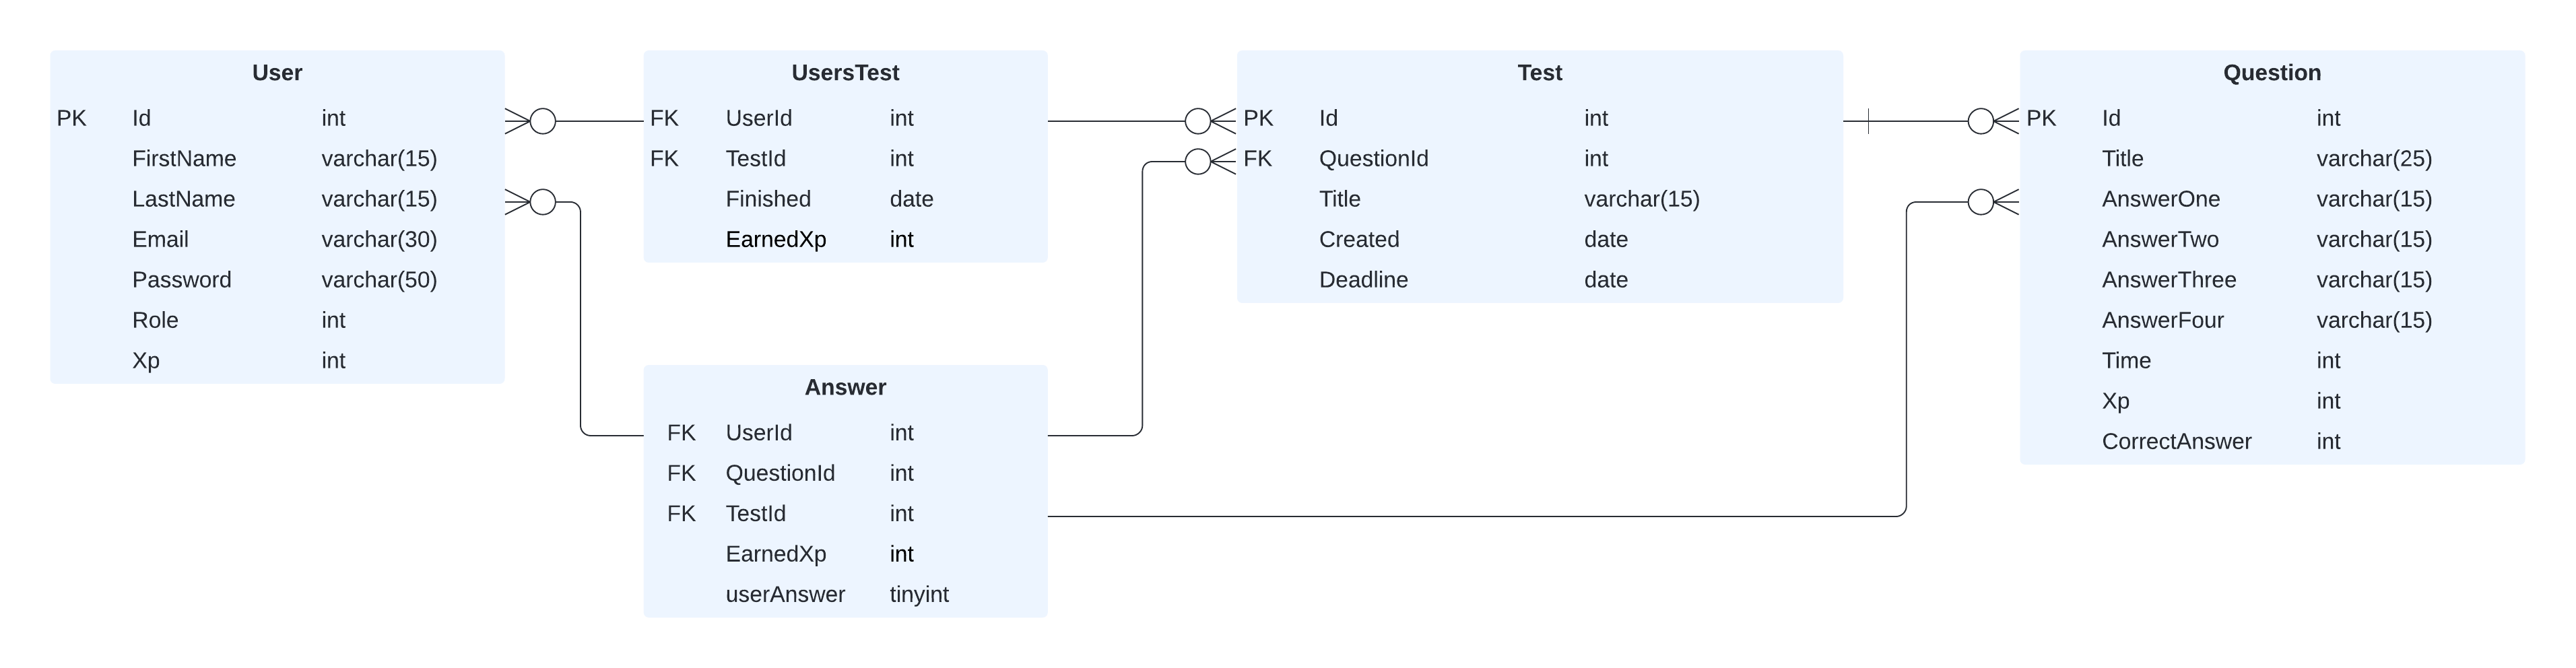 User
PK Id int
FirstName varchar(15)
LastName varchar(15)
Email varchar(30)
Password varchar(50)
Role int
Xp int
UsersTest
FK UserId int
FK TestId int
Finished date
EarnedXp int
Answer
FK UserId int
FK QuestionId int
FK TestId int
EarnedXp int
userAnswer tinyint
Test
PK Id int
FK QuestionId int
Title varchar(15)
Created date
Deadline date
Question
PK Id int
Title varchar(25)
AnswerOne varchar(15)
AnswerTwo varchar(15)
AnswerThree varchar(15)
AnswerFour varchar(15)
Time int
Xp int
CorrectAnswer int